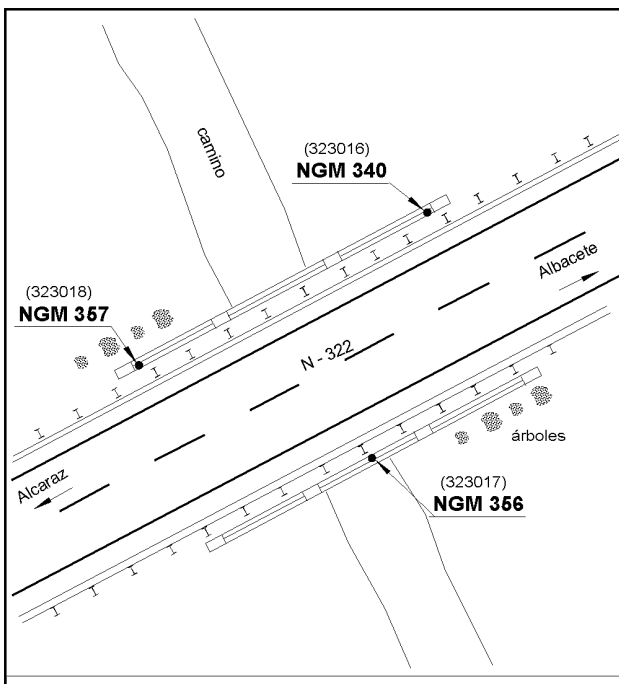 camino
(323016)
NGM 340
Albacete
(323018)
NGM 357
N - 322
árboles
Alcaraz
(323017)
NGM 356